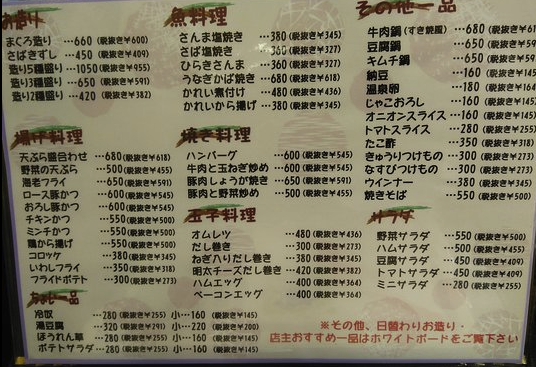 お造り
まぐろ造り …660 (税抜き¥600)
さばきずし …450 (税抜き¥409)
造り5種盛り …1050 (税抜き¥955)
造り3種盛り …650 (税抜き¥591)
造り2種盛り …420 (税抜き¥382)
魚料理
さんま塩焼き …380 (税抜き¥345)
さば塩焼き …360 (税抜き¥327)
ひらきさんま …360 (税抜き¥327)
うなぎかば焼き …680 (税抜き¥618)
かれい煮付け …480 (税抜き¥436)
かれいから揚げ …380 (税抜き¥345)
その他一品
牛肉鍋 (すき焼風) …680 (税抜き¥61
豆腐鍋 …650 (税抜き¥59
キムチ鍋 …650 (税抜き¥591
納豆 …160 (税抜き¥145
温泉卵 …180 (税抜き¥164
じゃこおろし …160 (税抜き¥145
オニオンスライス …160 (税抜き¥145)
トマトスライス …280 (税抜き¥255)
たこ酢 …350 (税抜き¥318)
きゅうりつけもの …300 (税抜き¥273)
なすびつけもの …300 (税抜き¥273)
ウインナー …380 (税抜き¥345)
焼きそば …550 (税抜き¥500)
揚げ料理
天ぷら盛合わせ …680 (税抜き¥618)
野菜の天ぷら …500 (税抜き¥455)
海老フライ …650 (税抜き¥591)
ロース豚かつ …600 (税抜き¥545)
おろし豚かつ …600 (税抜き¥545)
チキンかつ …550 (税抜き¥500)
ミンチかつ …550 (税抜き¥500)
鶏から揚げ …550 (税抜き¥500)
コロッケ …380 (税抜き¥345)
いわしフライ …350 (税抜き¥318)
フライドポテト …300 (税抜き¥273)
焼き料理
ハンバーグ …600 (税抜き¥545)
牛肉と玉ねぎ炒め …600 (税抜き¥545)
豚肉しょうが焼き …650 (税抜き¥591)
豚肉と野菜炒め …500 (税抜き¥455)
玉子料理
オムレツ …480 (税抜き¥436)
だし巻き …300 (税抜き¥273)
ねぎ入りだし巻き …380 (税抜き¥345)
明太チーズだし巻き …420 (税抜き¥382)
ハムエッグ …400 (税抜き¥364)
ベーコンエッグ …400 (税抜き¥364)
サラダ
野菜サラダ …550 (税抜き¥500)
ハムサラダ …500 (税抜き¥455)
豆腐サラダ …450 (税抜き¥409)
トマトサラダ …450 (税抜き¥409)
ミニサラダ …280 (税抜き¥255)
一品
冷奴 …280 (税抜き¥255) 小…160 (税抜き¥145)
湯豆腐 …320 (税抜き¥291) 小…220 (税抜き¥200)
ほうれん草 …280 (税抜き¥255) 小…160 (税抜き¥145)
ポテトサラダ …280 (税抜き¥255) 小…160 (税抜き¥145)
※その他、日替わりお造り・
店主おすすめ一品はホワイトボードをご覧下さい